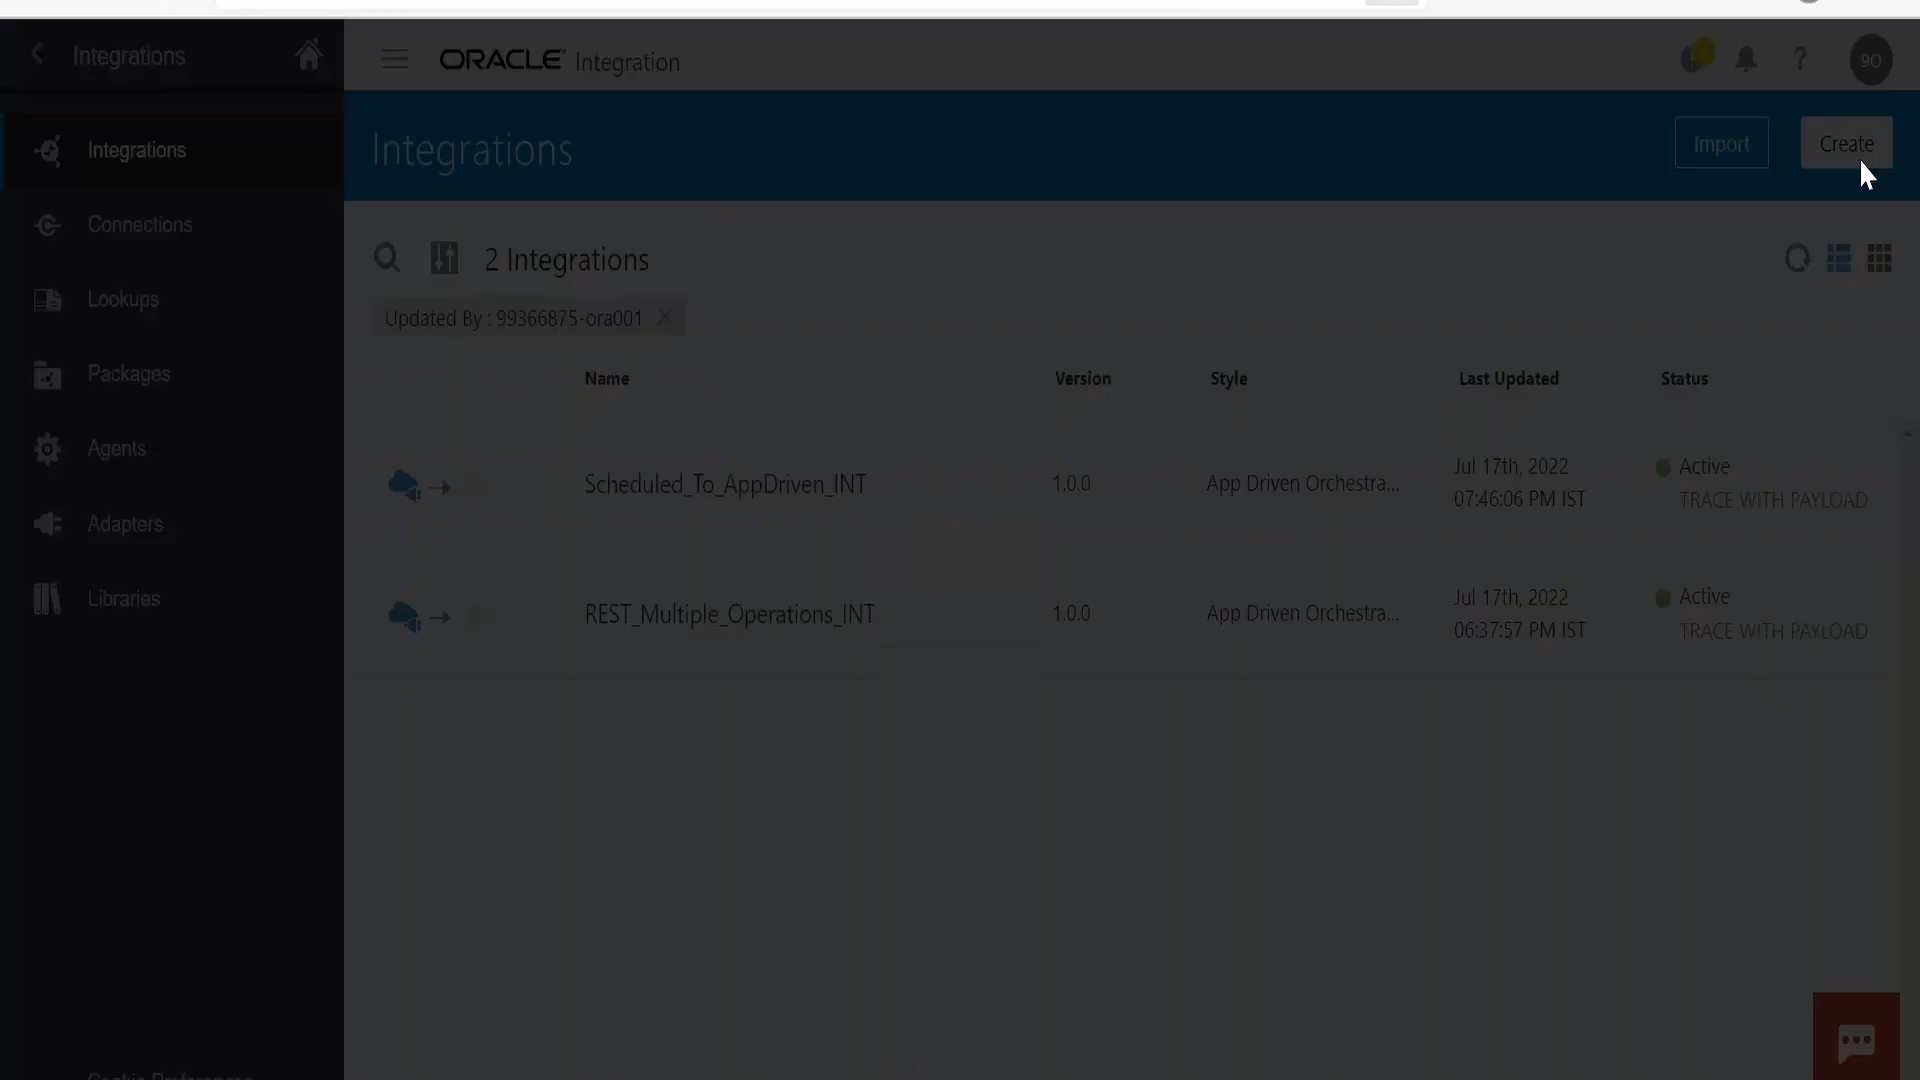 Integrations
ORACLE Integration
?
9O
Integrations
Connections
Lookups
Packages
Agents
Adapters
Libraries
Cookie Preferences
Integrations
Import
Create
2 Integrations
Updated By : 99366875-ora001
Name Version Style Last Updated Status
Scheduled_To_AppDriven_INT 1.0.0 App Driven Orchestra... Jul 17th, 2022 Active
07:46:06 PM IST TRACE WITH PAYLOAD
REST_Multiple_Operations_INT 1.0.0 App Driven Orchestra... Jul 17th, 2022 Active
06:37:57 PM IST TRACE WITH PAYLOAD